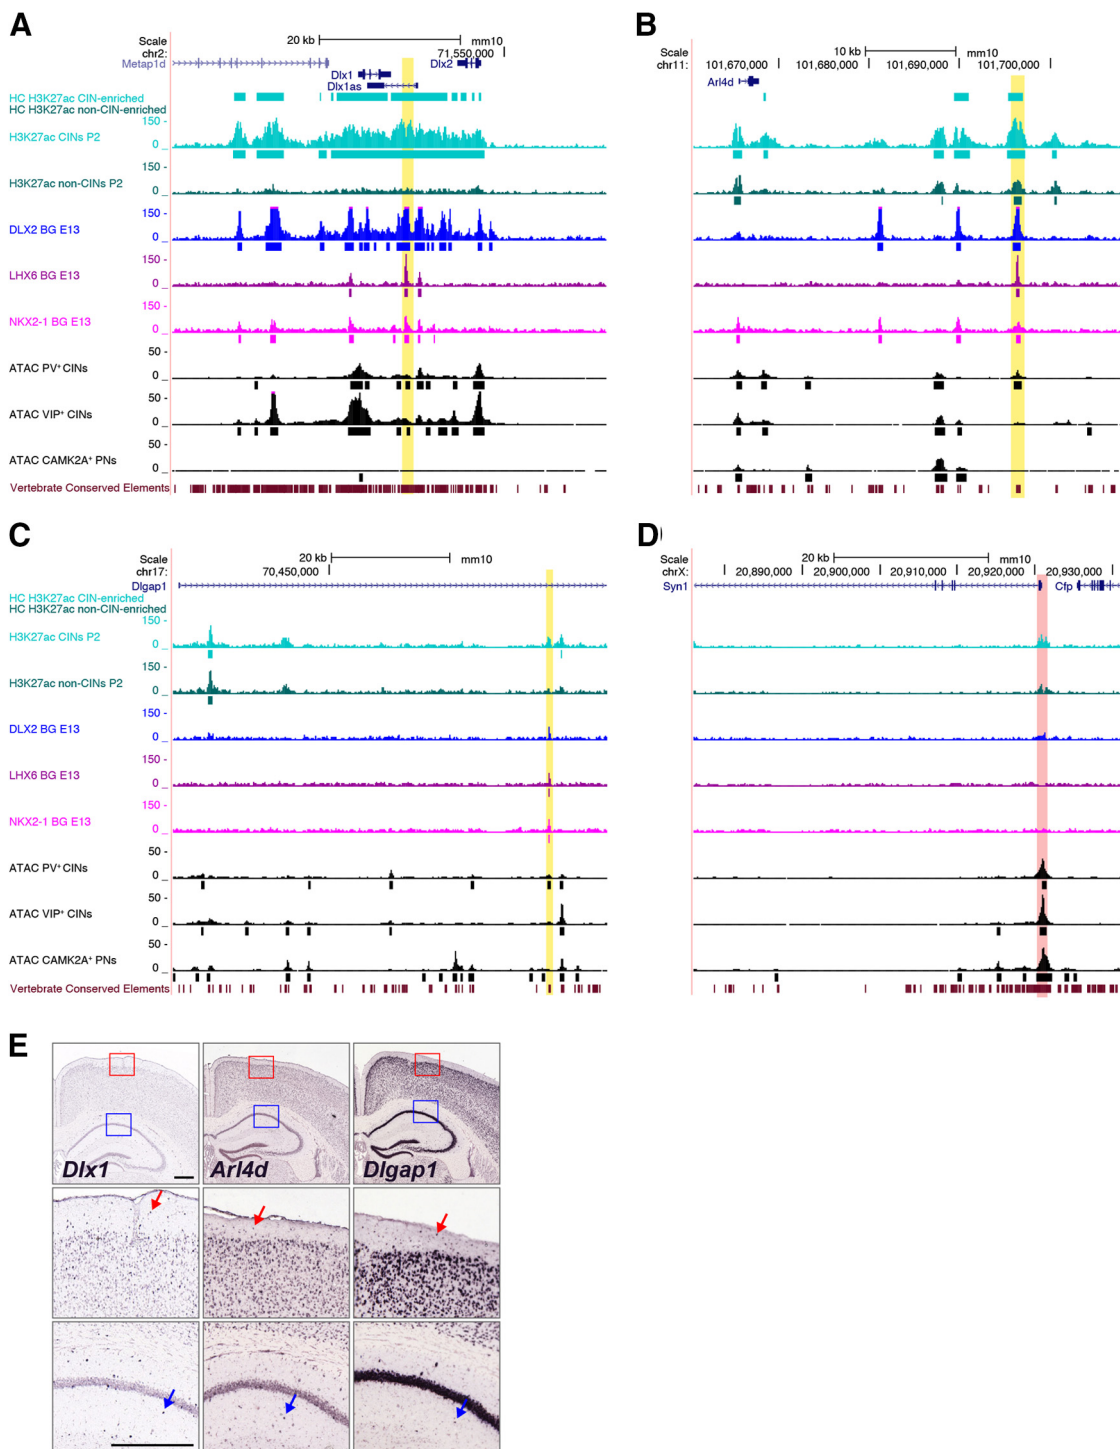 A
Scale
20 kb
mm10
chr2:
71,550,000
Metap1d
Dlx1
Dlx2
Dlx1as
HC H3K27ac CIN-enriched
HC H3K27ac non-CIN-enriched
150 -
H3K27ac CINs P2
0 _
150 -
H3K27ac non-CINs P2
0 _
150 -
DLX2 BG E13
0 _
150 -
LHX6 BG E13
0 _
150 -
NKX2-1 BG E13
0 _
50 -
ATAC PV⁺ CINs
0 _
50 -
ATAC VIP⁺ CINs
0 _
50 -
ATAC CAMK2A⁺ PNs
0 _
Vertebrate Conserved Elements
B
Scale
10 kb
mm10
chr11:
101,670,000
101,680,000
101,690,000
101,700,000
Arl4d
C
Scale
20 kb
mm10
chr17:
70,450,000
Dlgap1
HC H3K27ac CIN-enriched
HC H3K27ac non-CIN-enriched
150 -
H3K27ac CINs P2
0 _
150 -
H3K27ac non-CINs P2
0 _
150 -
DLX2 BG E13
0 _
150 -
LHX6 BG E13
0 _
150 -
NKX2-1 BG E13
0 _
50 -
ATAC PV⁺ CINs
0 _
50 -
ATAC VIP⁺ CINs
0 _
50 -
ATAC CAMK2A⁺ PNs
0 _
Vertebrate Conserved Elements
D
Scale
20 kb
mm10
chrX:
20,890,000
20,900,000
20,910,000
20,920,000
20,930,000
Syn1
Cfp
E
Dlx1
Arl4d
Dlgap1